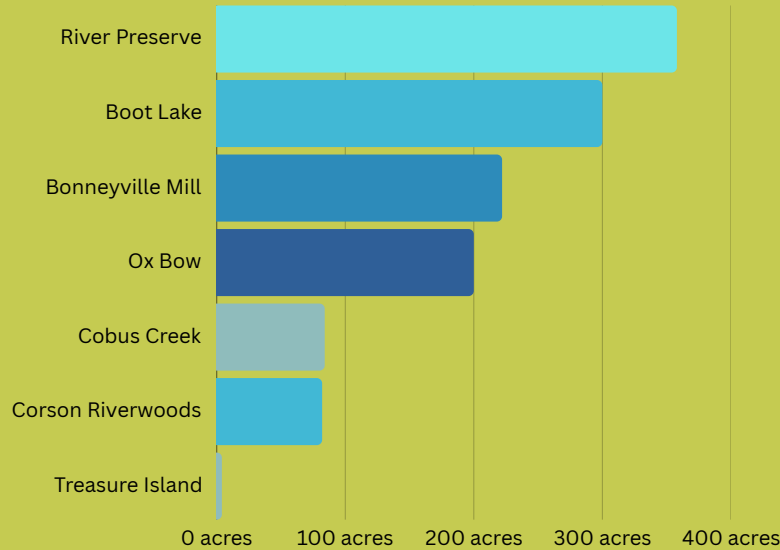 River Preserve
Boot Lake
Bonneyville Mill
Ox Bow
Cobus Creek
Corson Riverwoods
Treasure Island
0 acres 100 acres 200 acres 300 acres 400 acres